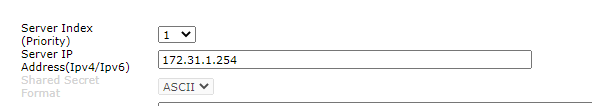 Server Index
(Priority)
1
Server IP
Address(Ipv4/Ipv6)
172.31.1.254
Shared Secret
Format
ASCII